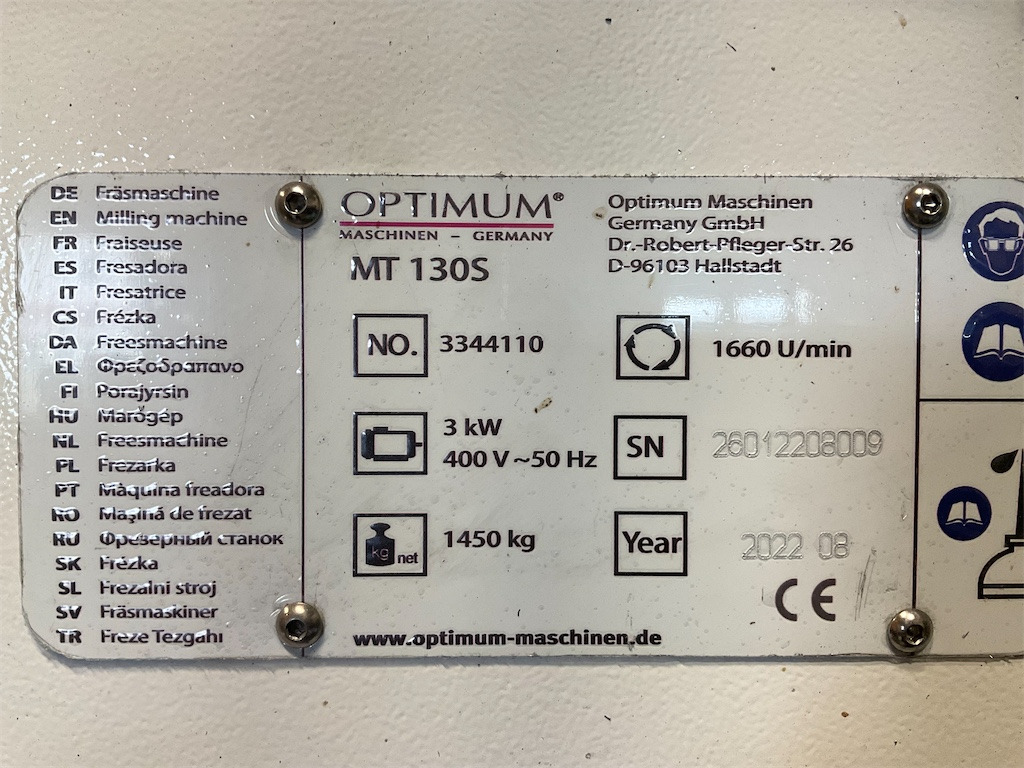 DE Fräsmaschine
EN Milling machine
FR Fraiseuse
ES Fresadora
IT Fresatrice
CS Frézka
DA Freesmachine
EL Φρεζοδραπανο
FI Porajyrsin
HU Marógép
NL Freesmachine
PL Frezarka
PT Máquina freadora
RO Maşină de frezat
RU Фрезерный станок
SK Frézka
SL Frezalni stroj
SV Fräsmaskiner
TR Freze Tezgahı
OPTIMUM®
MASCHINEN – GERMANY
MT 130S
Optimum Maschinen
Germany GmbH
Dr.-Robert-Pfleger-Str. 26
D-96103 Hallstadt
NO. 3344110
1660 U/min
3 kW
400 V ~50 Hz
SN 26012208009
kg net 1450 kg
Year 2022 08
CE
www.optimum-maschinen.de